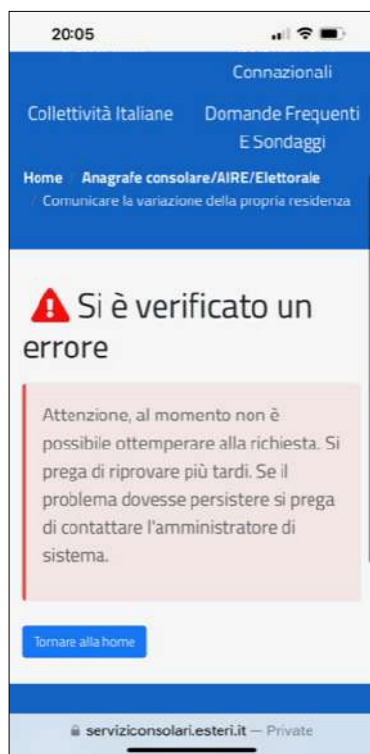 20:05
Connazionali
Collettività Italiane
Domande Frequenti
E Sondaggi
Home / Anagrafe consolare/AIRE/Elettorale
/ Comunicare la variazione della propria residenza
Si è verificato un
errore
Attenzione, al momento non è
possibile ottemperare alla richiesta. Si
prega di riprovare più tardi. Se il
problema dovesse persistere si prega
di contattare l'amministratore di
sistema.
Tornare alla home
serviziconsolari.esteri.it — Private